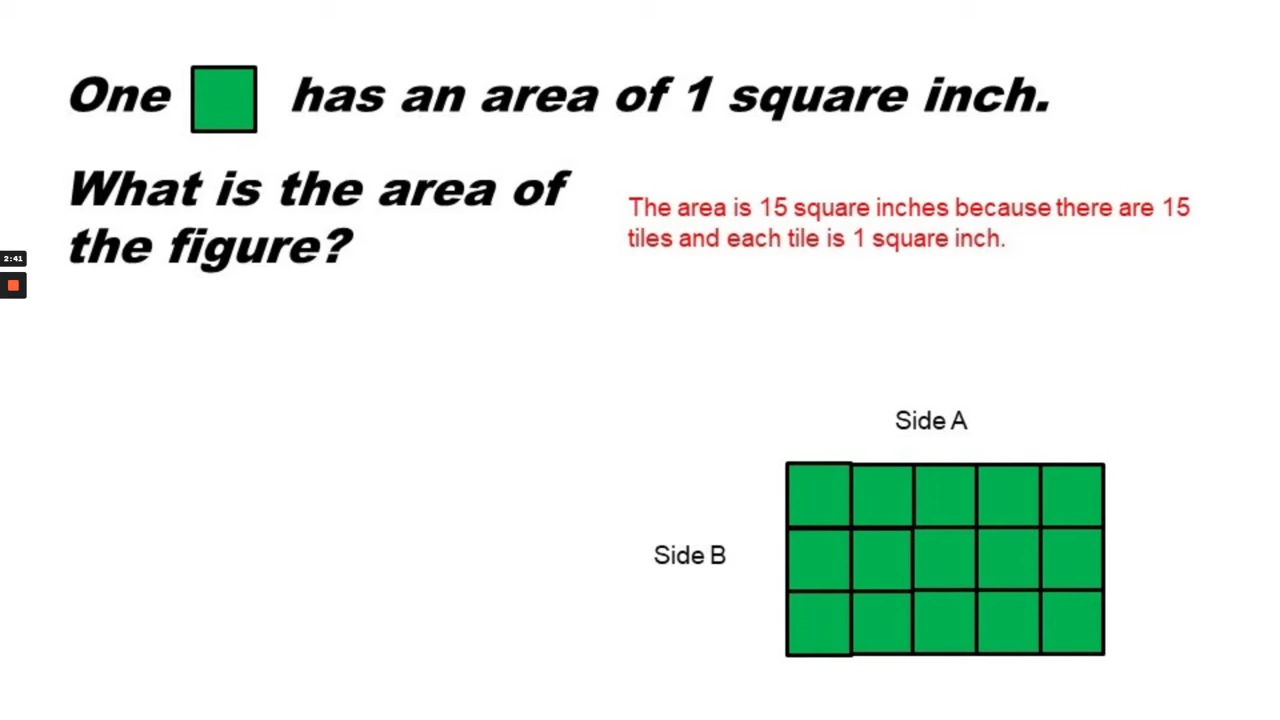 One has an area of 1 square inch.
What is the area of
the figure?
The area is 15 square inches because there are 15
tiles and each tile is 1 square inch.
2:41
Side A
Side B